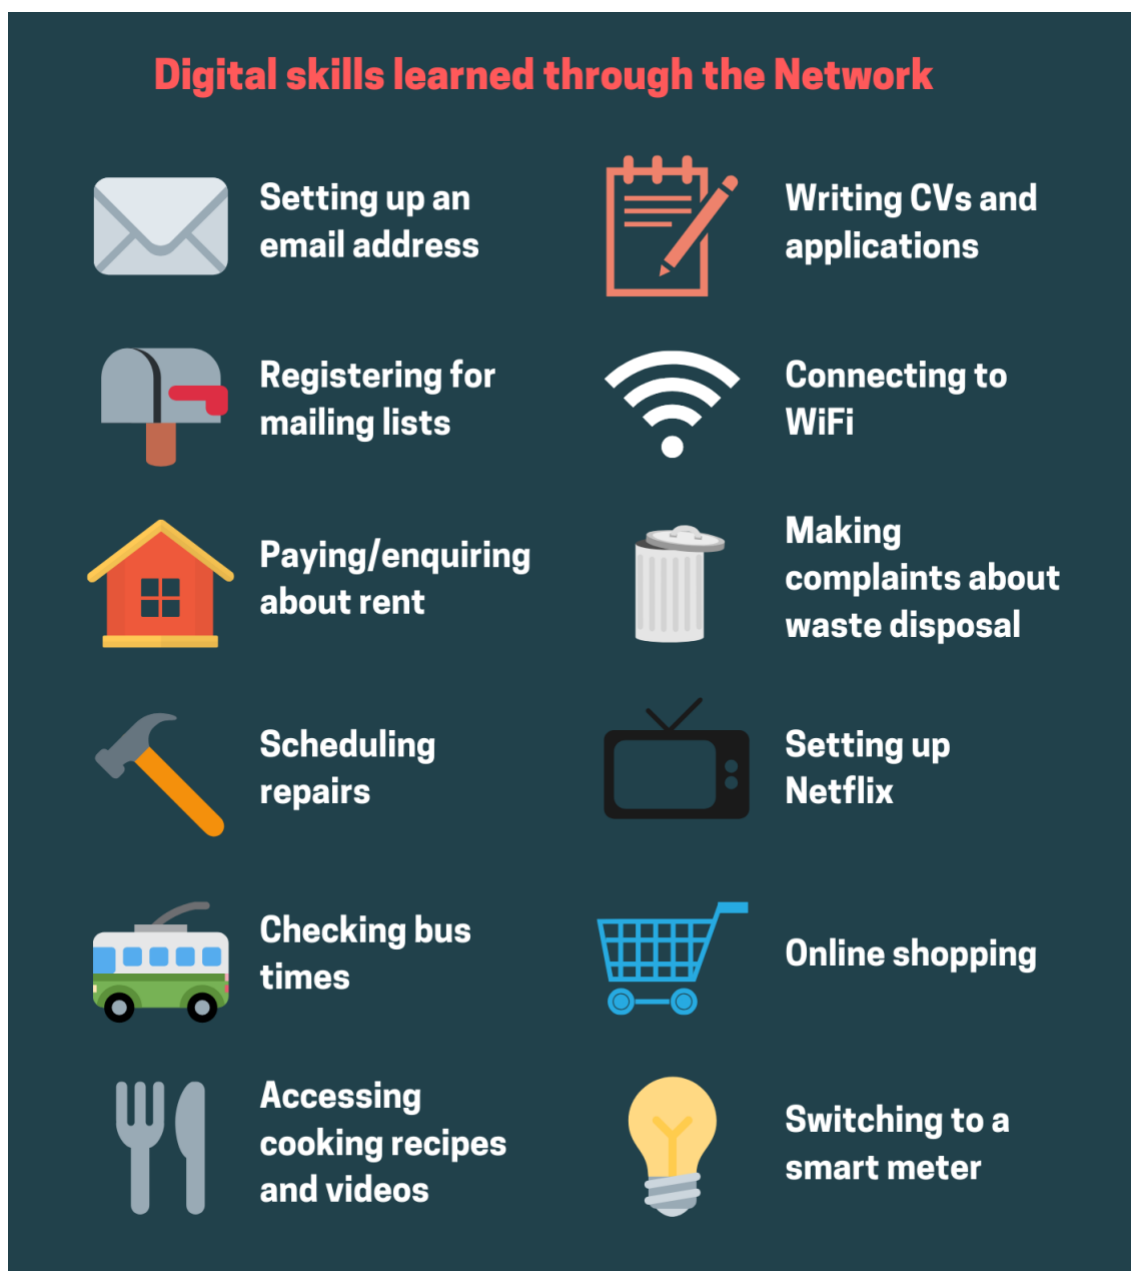 Digital skills learned through the Network
Setting up an
email address
Writing CVs and
applications
Registering for
mailing lists
Connecting to
WiFi
Paying/enquiring
about rent
Making
complaints about
waste disposal
Scheduling
repairs
Setting up
Netflix
Checking bus
times
Online shopping
Accessing
cooking recipes
and videos
Switching to a
smart meter